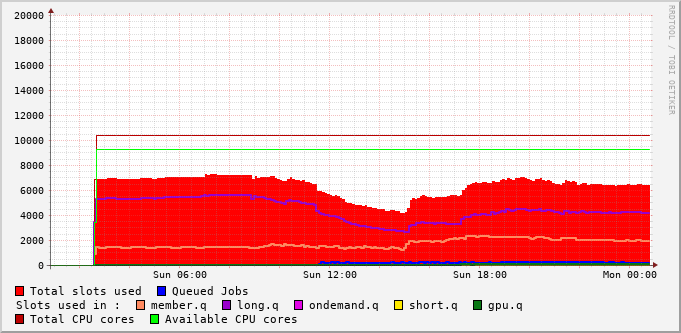 20000
18000
16000
14000
12000
10000
8000
6000
4000
2000
0
Sun 06:00 Sun 12:00 Sun 18:00 Mon 00:00
RRDTOOL / TOBI OETIKER
Total slots used Queued Jobs
Slots used in : member.q long.q ondemand.q short.q gpu.q
Total CPU cores Available CPU cores